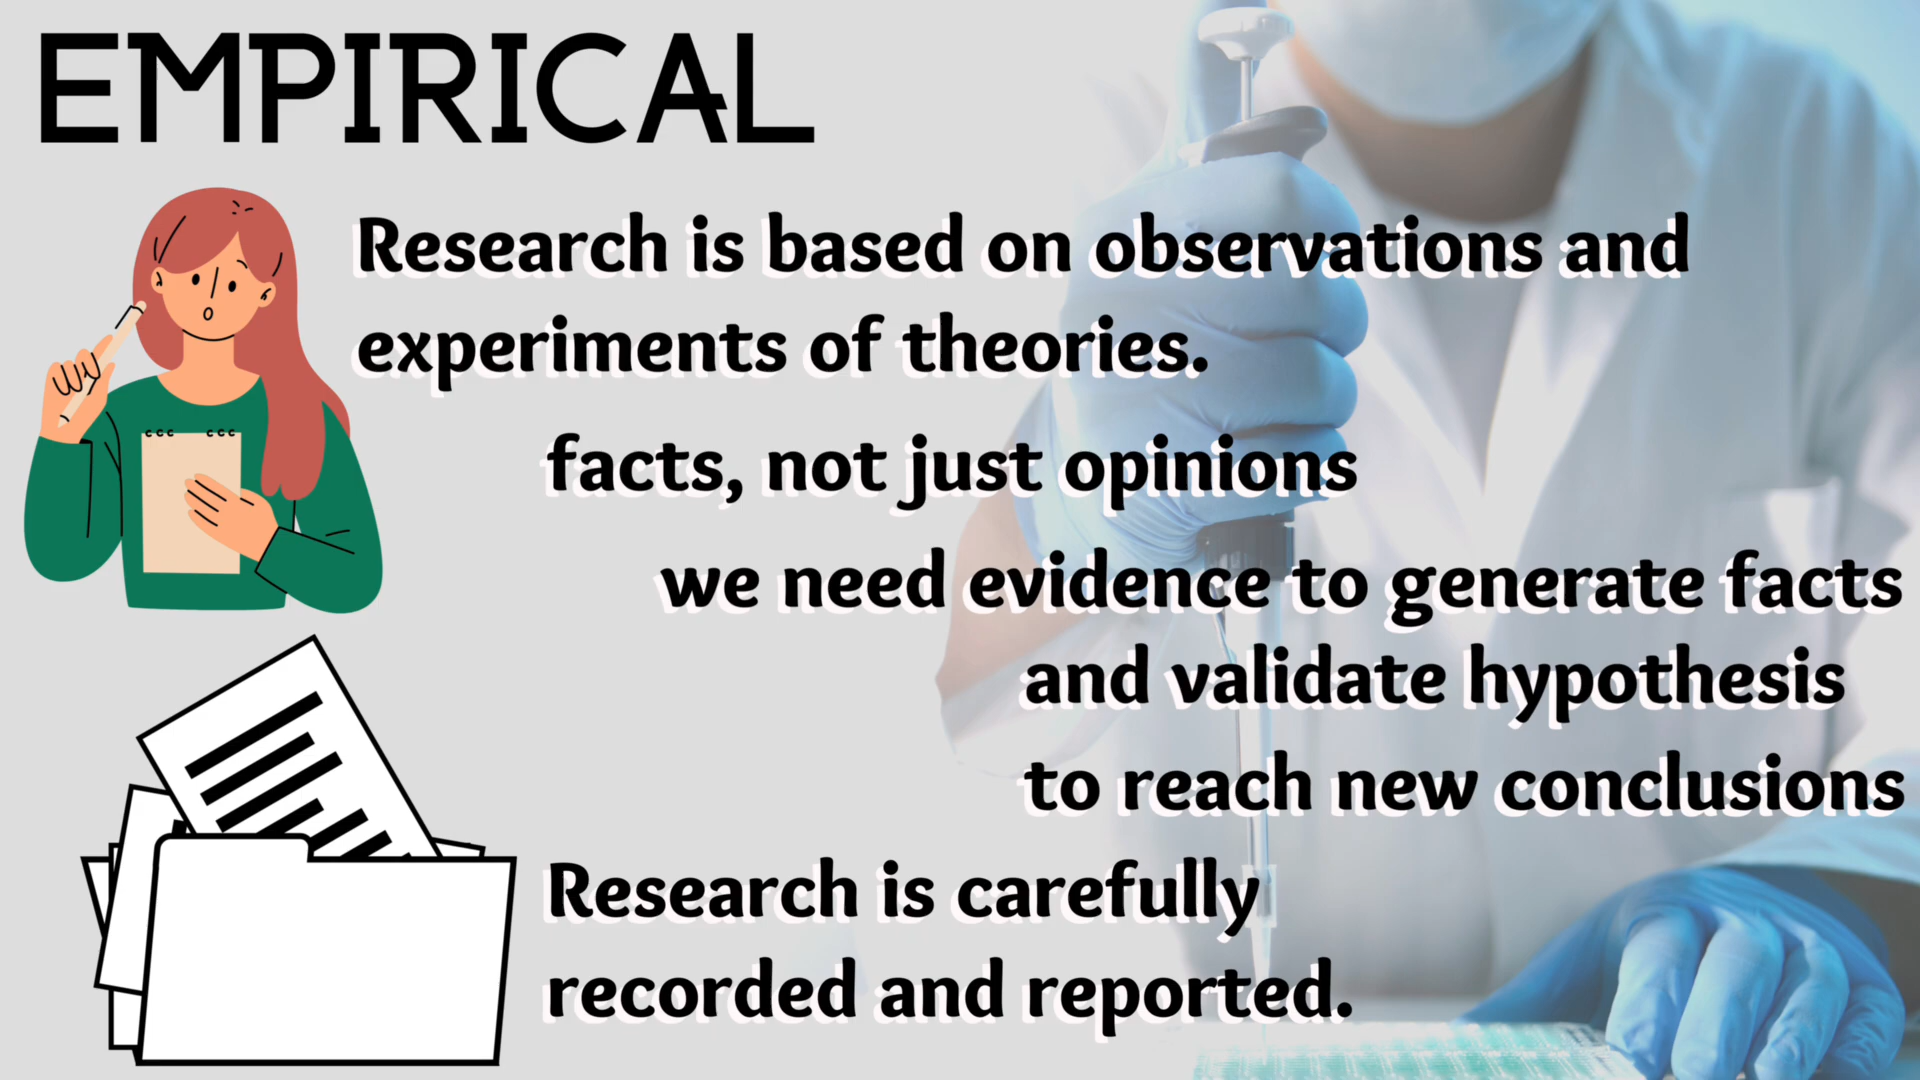 EMPIRICAL
Research is based on observations and
experiments of theories.
facts, not just opinions
we need evidence to generate facts
and validate hypothesis
to reach new conclusions
Research is carefully
recorded and reported.